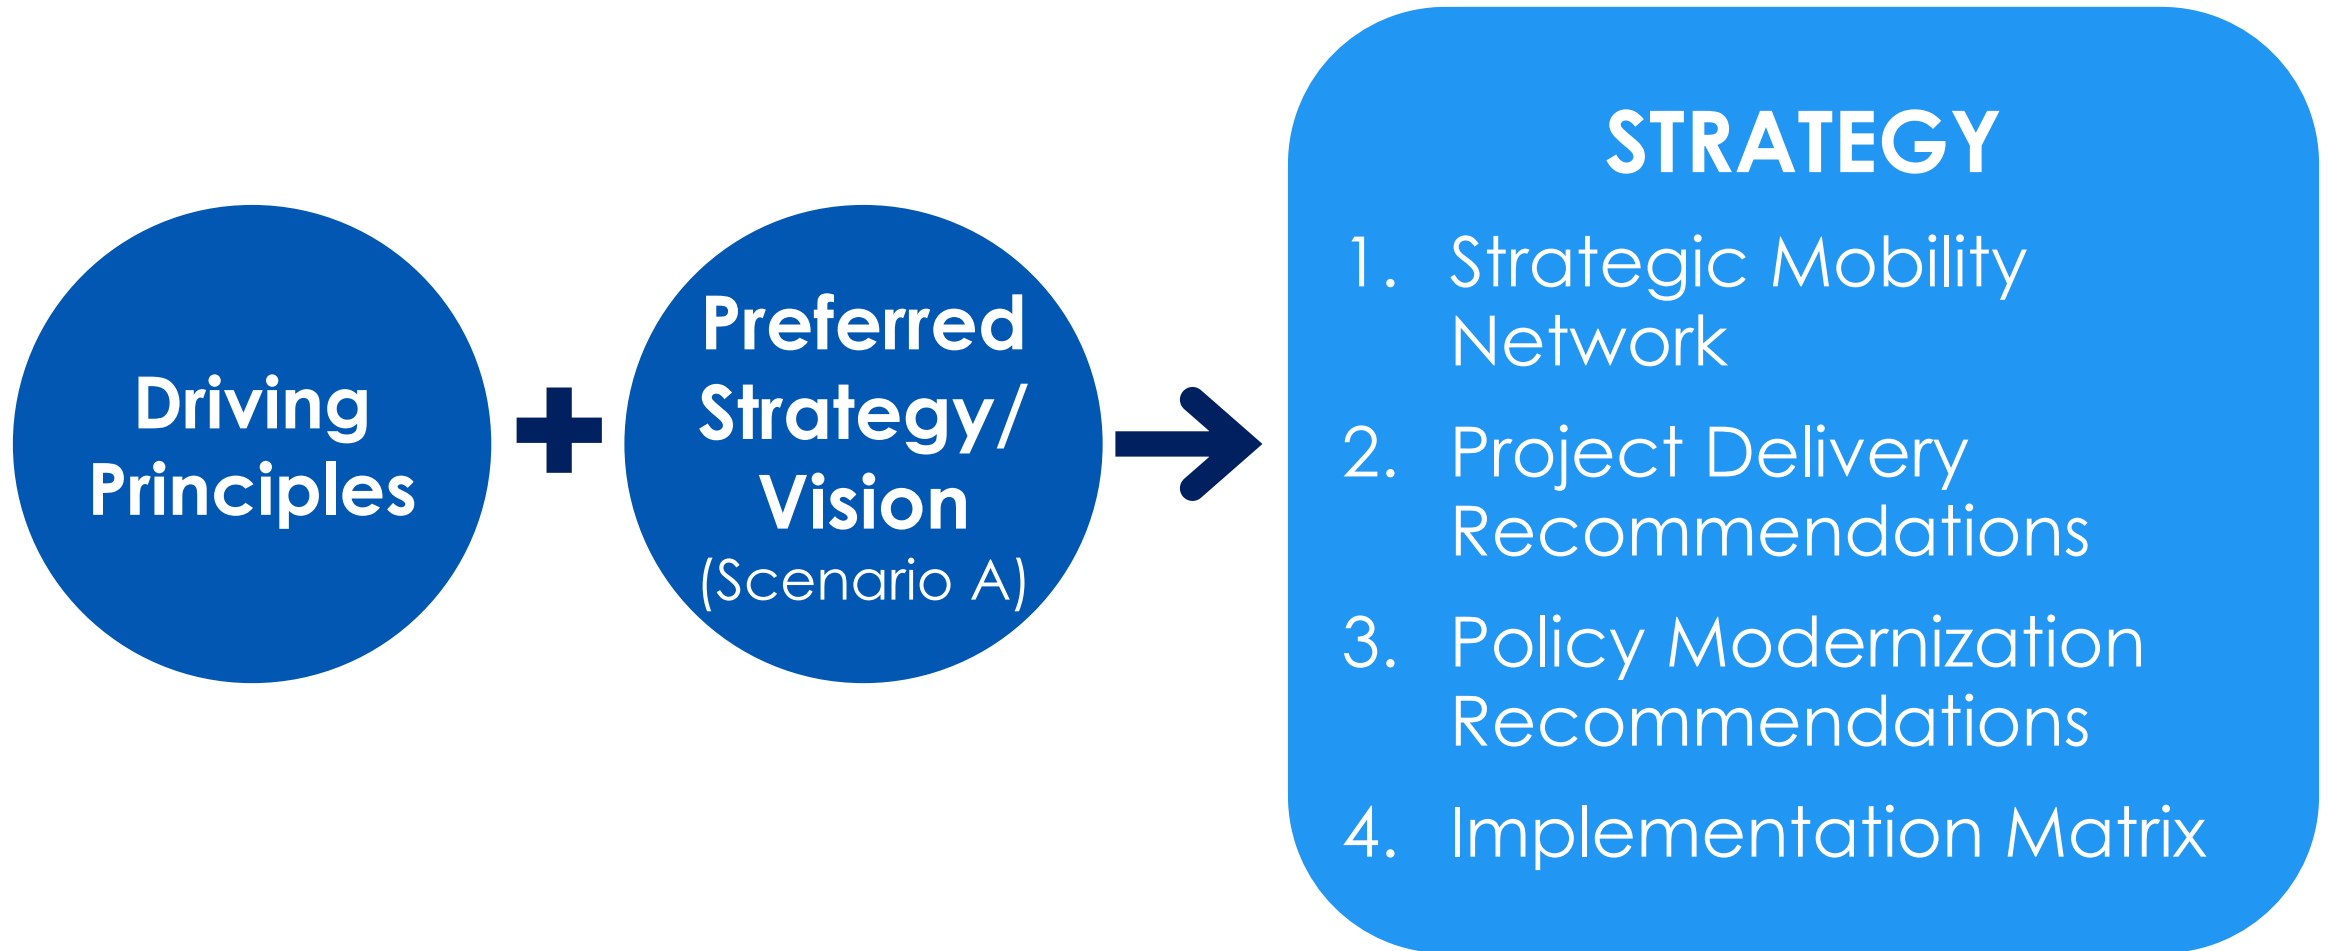 Driving
Principles
Preferred
Strategy/
Vision
(Scenario A)
STRATEGY
1. Strategic Mobility
Network
2. Project Delivery
Recommendations
3. Policy Modernization
Recommendations
4. Implementation Matrix